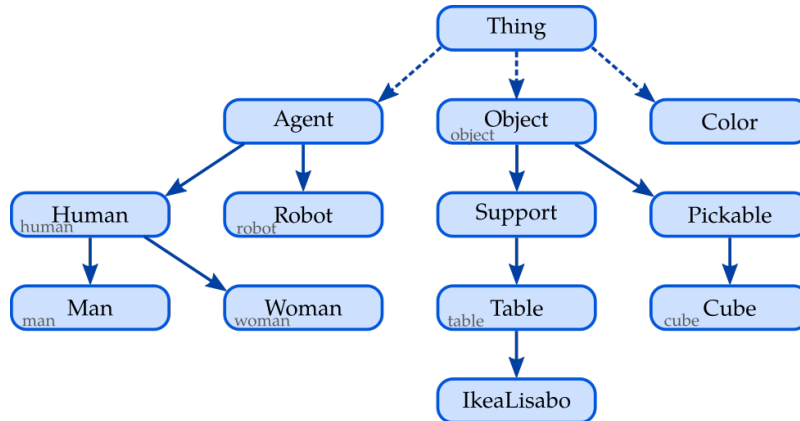 Thing
Agent
Object
object
Color
Human
human
Robot
robot
Support
Pickable
Man
man
Woman
woman
Table
table
Cube
cube
IkeaLisabo